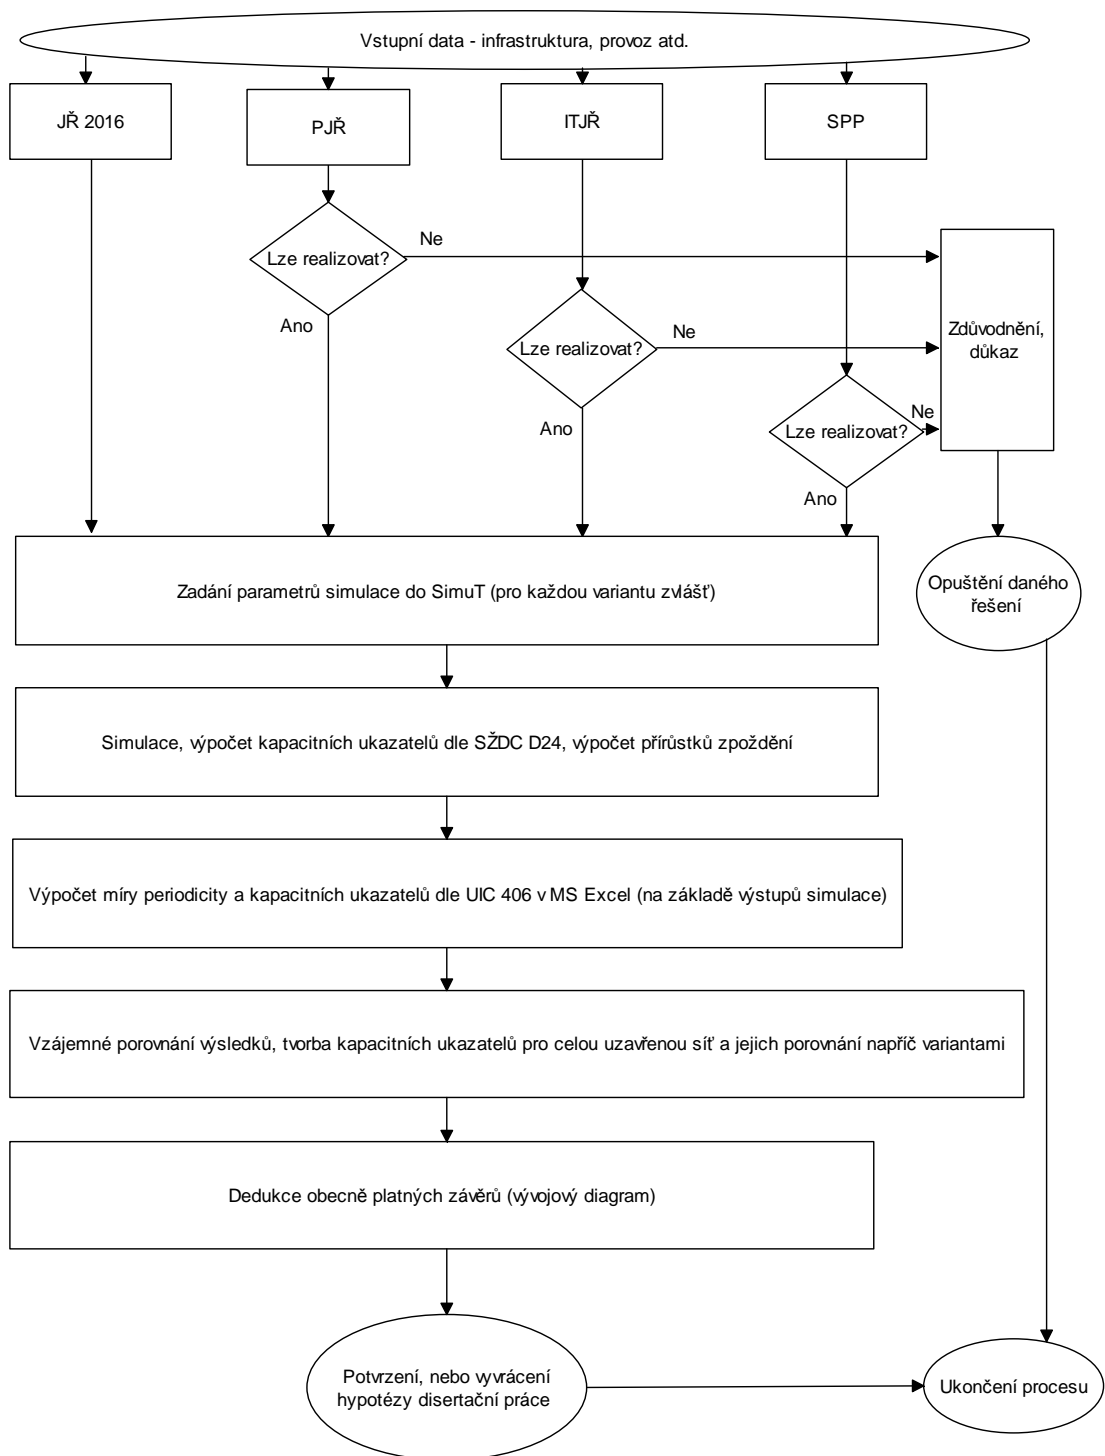 Vstupní data - infrastruktura, provoz atd.
JŘ 2016
PJŘ
ITJŘ
SPP
Ne
Lze realizovat?
Ano
Ne
Lze realizovat?
Zdůvodnění,
důkaz
Ano
Ne
Lze realizovat?
Ano
Zadání parametrů simulace do SimuT (pro každou variantu zvlášť)
Opuštění daného
řešení
Simulace, výpočet kapacitních ukazatelů dle SŽDC D24, výpočet přírůstků zpoždění
Výpočet míry periodicity a kapacitních ukazatelů dle UIC 406 v MS Excel (na základě výstupů simulace)
Vzájemné porovnání výsledků, tvorba kapacitních ukazatelů pro celou uzavřenou síť a jejich porovnání napříč variantami
Dedukce obecně platných závěrů (vývojový diagram)
Potvrzení, nebo vyvrácení
hypotézy disertační práce
Ukončení procesu